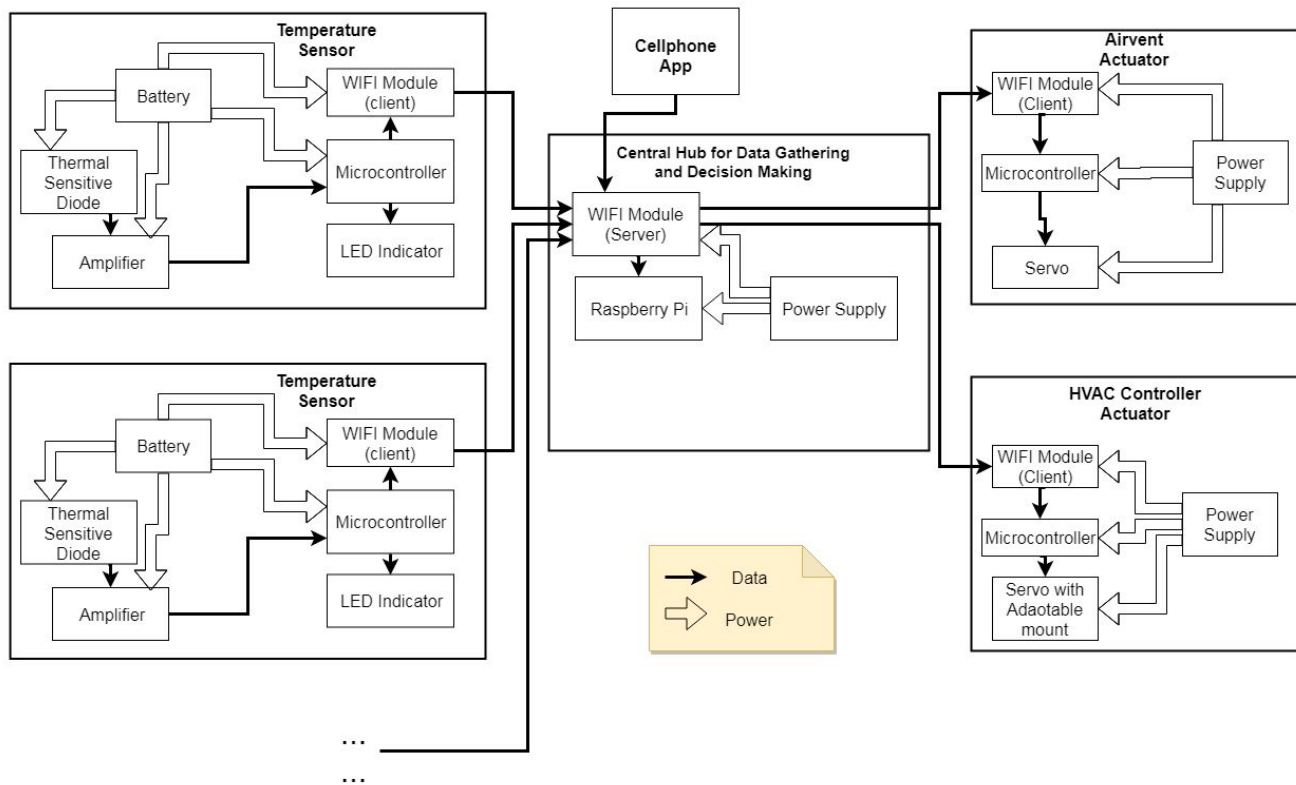 Temperature
Sensor
Battery
WIFI Module
(client)
Thermal
Sensitive
Diode
Microcontroller
Amplifier
LED Indicator
Temperature
Sensor
Battery
WIFI Module
(client)
Thermal
Sensitive
Diode
Microcontroller
Amplifier
LED Indicator
...
...
Cellphone
App
Central Hub for Data Gathering
and Decision Making
WIFI Module
(Server)
Raspberry Pi
Power Supply
Data
Power
Airvent
Actuator
WIFI Module
(Client)
Microcontroller
Power
Supply
Servo
HVAC Controller
Actuator
WIFI Module
(Client)
Microcontroller
Power
Supply
Servo with
Adaotable
mount